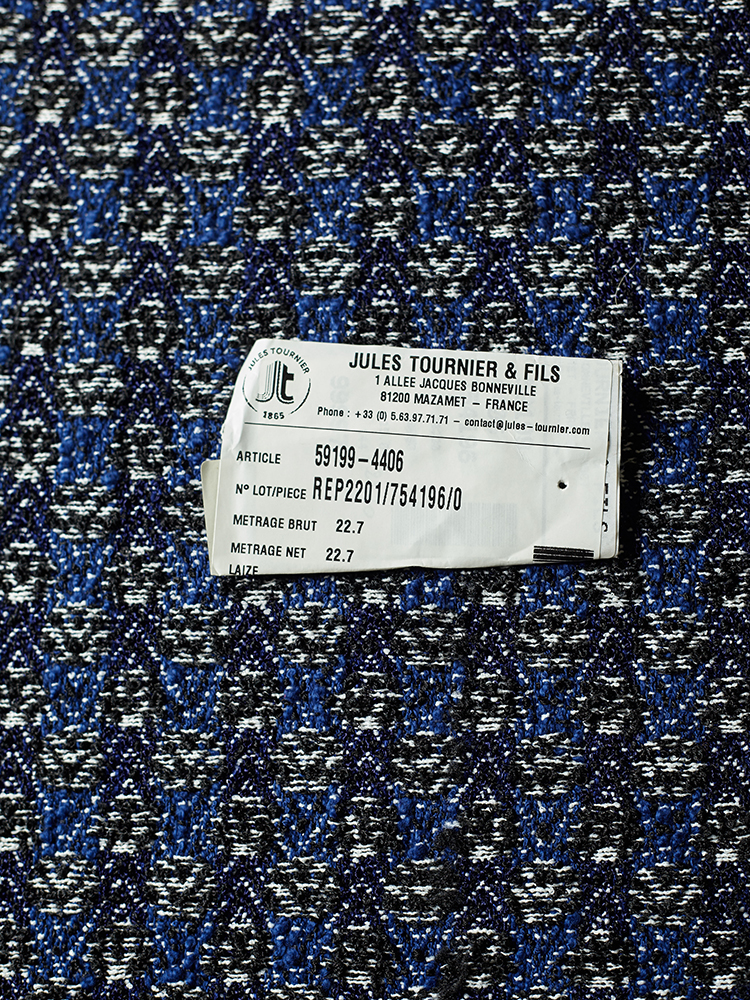 JULES TOURNIER
Jt
1865
JULES TOURNIER & FILS
1 ALLEE JACQUES BONNEVILLE
81200 MAZAMET – FRANCE
Phone : +33 (0) 5.63.97.71.71 – contact@jules-tournier.com
ARTICLE 59199-4406
N° LOT/PIECE REP2201/754196/0
METRAGE BRUT 22.7
METRAGE NET 22.7
LAIZE